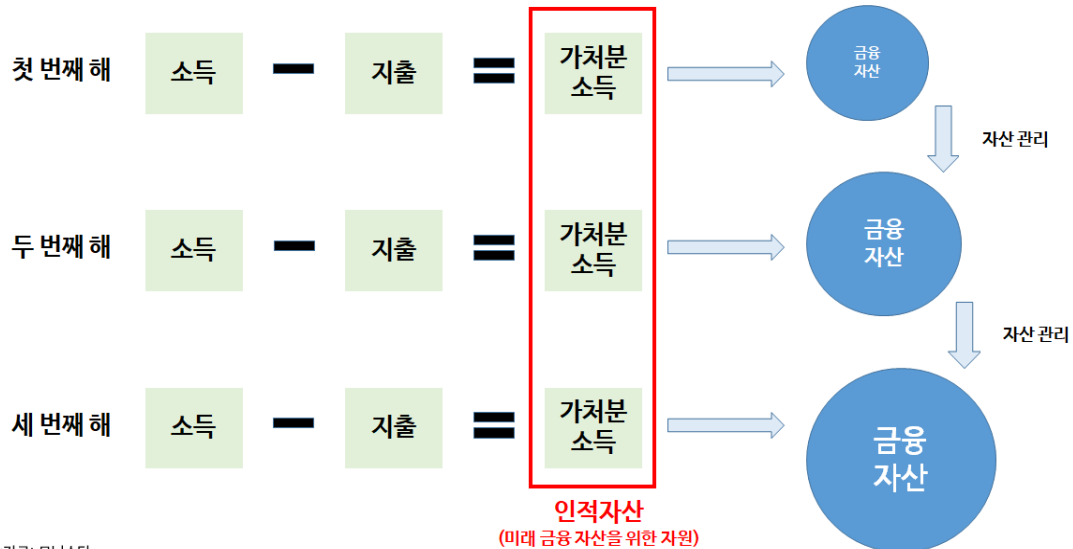 첫 번째 해
소득
지출
가처분
소득
금융
자산
자산 관리
두 번째 해
소득
지출
가처분
소득
금융
자산
자산 관리
세 번째 해
소득
지출
가처분
소득
금융
자산
인적자산
(미래 금융 자산을 위한 자원)